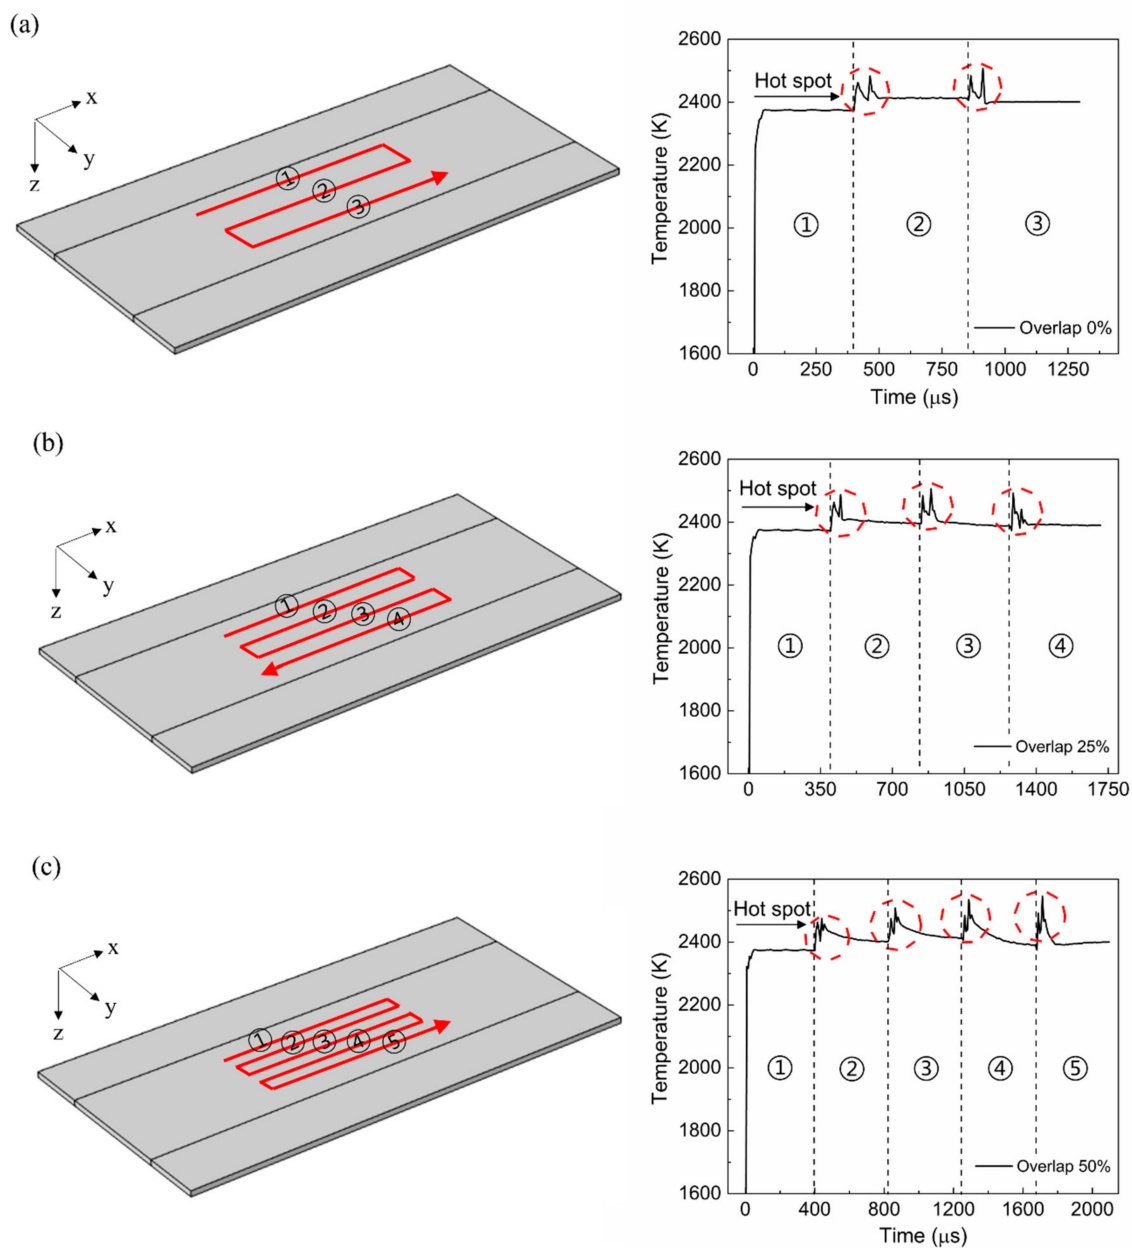 (a)
x
y
z
①
②
③
2600
2400
2200
2000
1800
1600
Temperature (K)
Hot spot
① ② ③
Overlap 0%
0 250 500 750 1000 1250
Time (μs)
(b)
x
y
z
①
②
③
④
2600
2400
2200
2000
1800
1600
Temperature (K)
Hot spot
① ② ③ ④
Overlap 25%
0 350 700 1050 1400 1750
Time (μs)
(c)
x
y
z
① ② ③ ④ ⑤
2600
2400
2200
2000
1800
1600
Temperature (K)
Hot spot
① ② ③ ④ ⑤
Overlap 50%
0 400 800 1200 1600 2000
Time (μs)